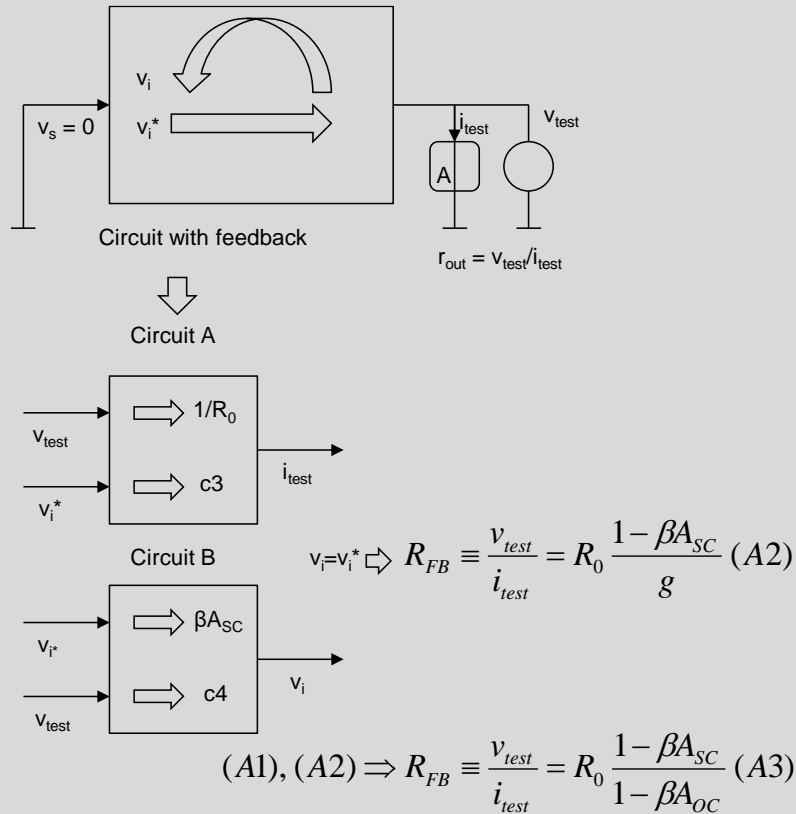 v_i
v_s = 0
v_i*
i_test
v_test
A
Circuit with feedback
r_out = v_test/i_test
Circuit A
1/R_0
v_test
i_test
c3
v_i*
Circuit B
v_i=v_i* ⇨ R_FB ≡ v_test/i_test = R_0 (1 − βA_SC)/g (A2)
βA_SC
v_i*
v_i
c4
v_test
(A1), (A2) ⇒ R_FB ≡ v_test/i_test = R_0 (1 − βA_SC)/(1 − βA_OC) (A3)